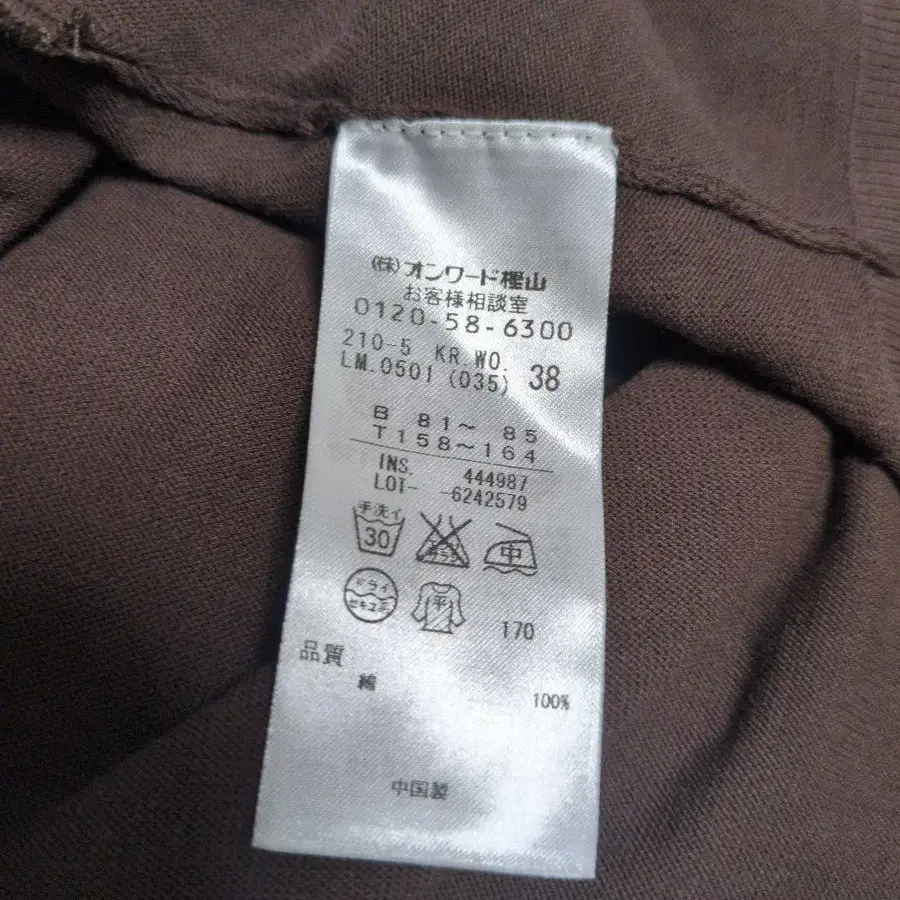 (株)オンワード樫山
お客様相談室
0120-58-6300
210-5 KR.WO. 38
LM.0501 (035)
B 81〜 85
T158〜164
INS. 444987
LOT- -6242579
手洗イ
30
中
ドライ
セキユ系
平
170
品質
綿 100%
中国製